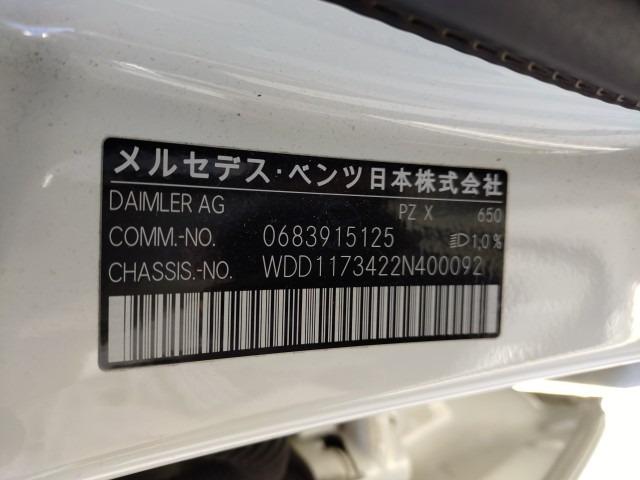 メルセデス・ベンツ日本株式会社
DAIMLER AG PZ X 650
COMM.-NO. 0683915125 1,0%
CHASSIS.-NO. WDD1173422N400092